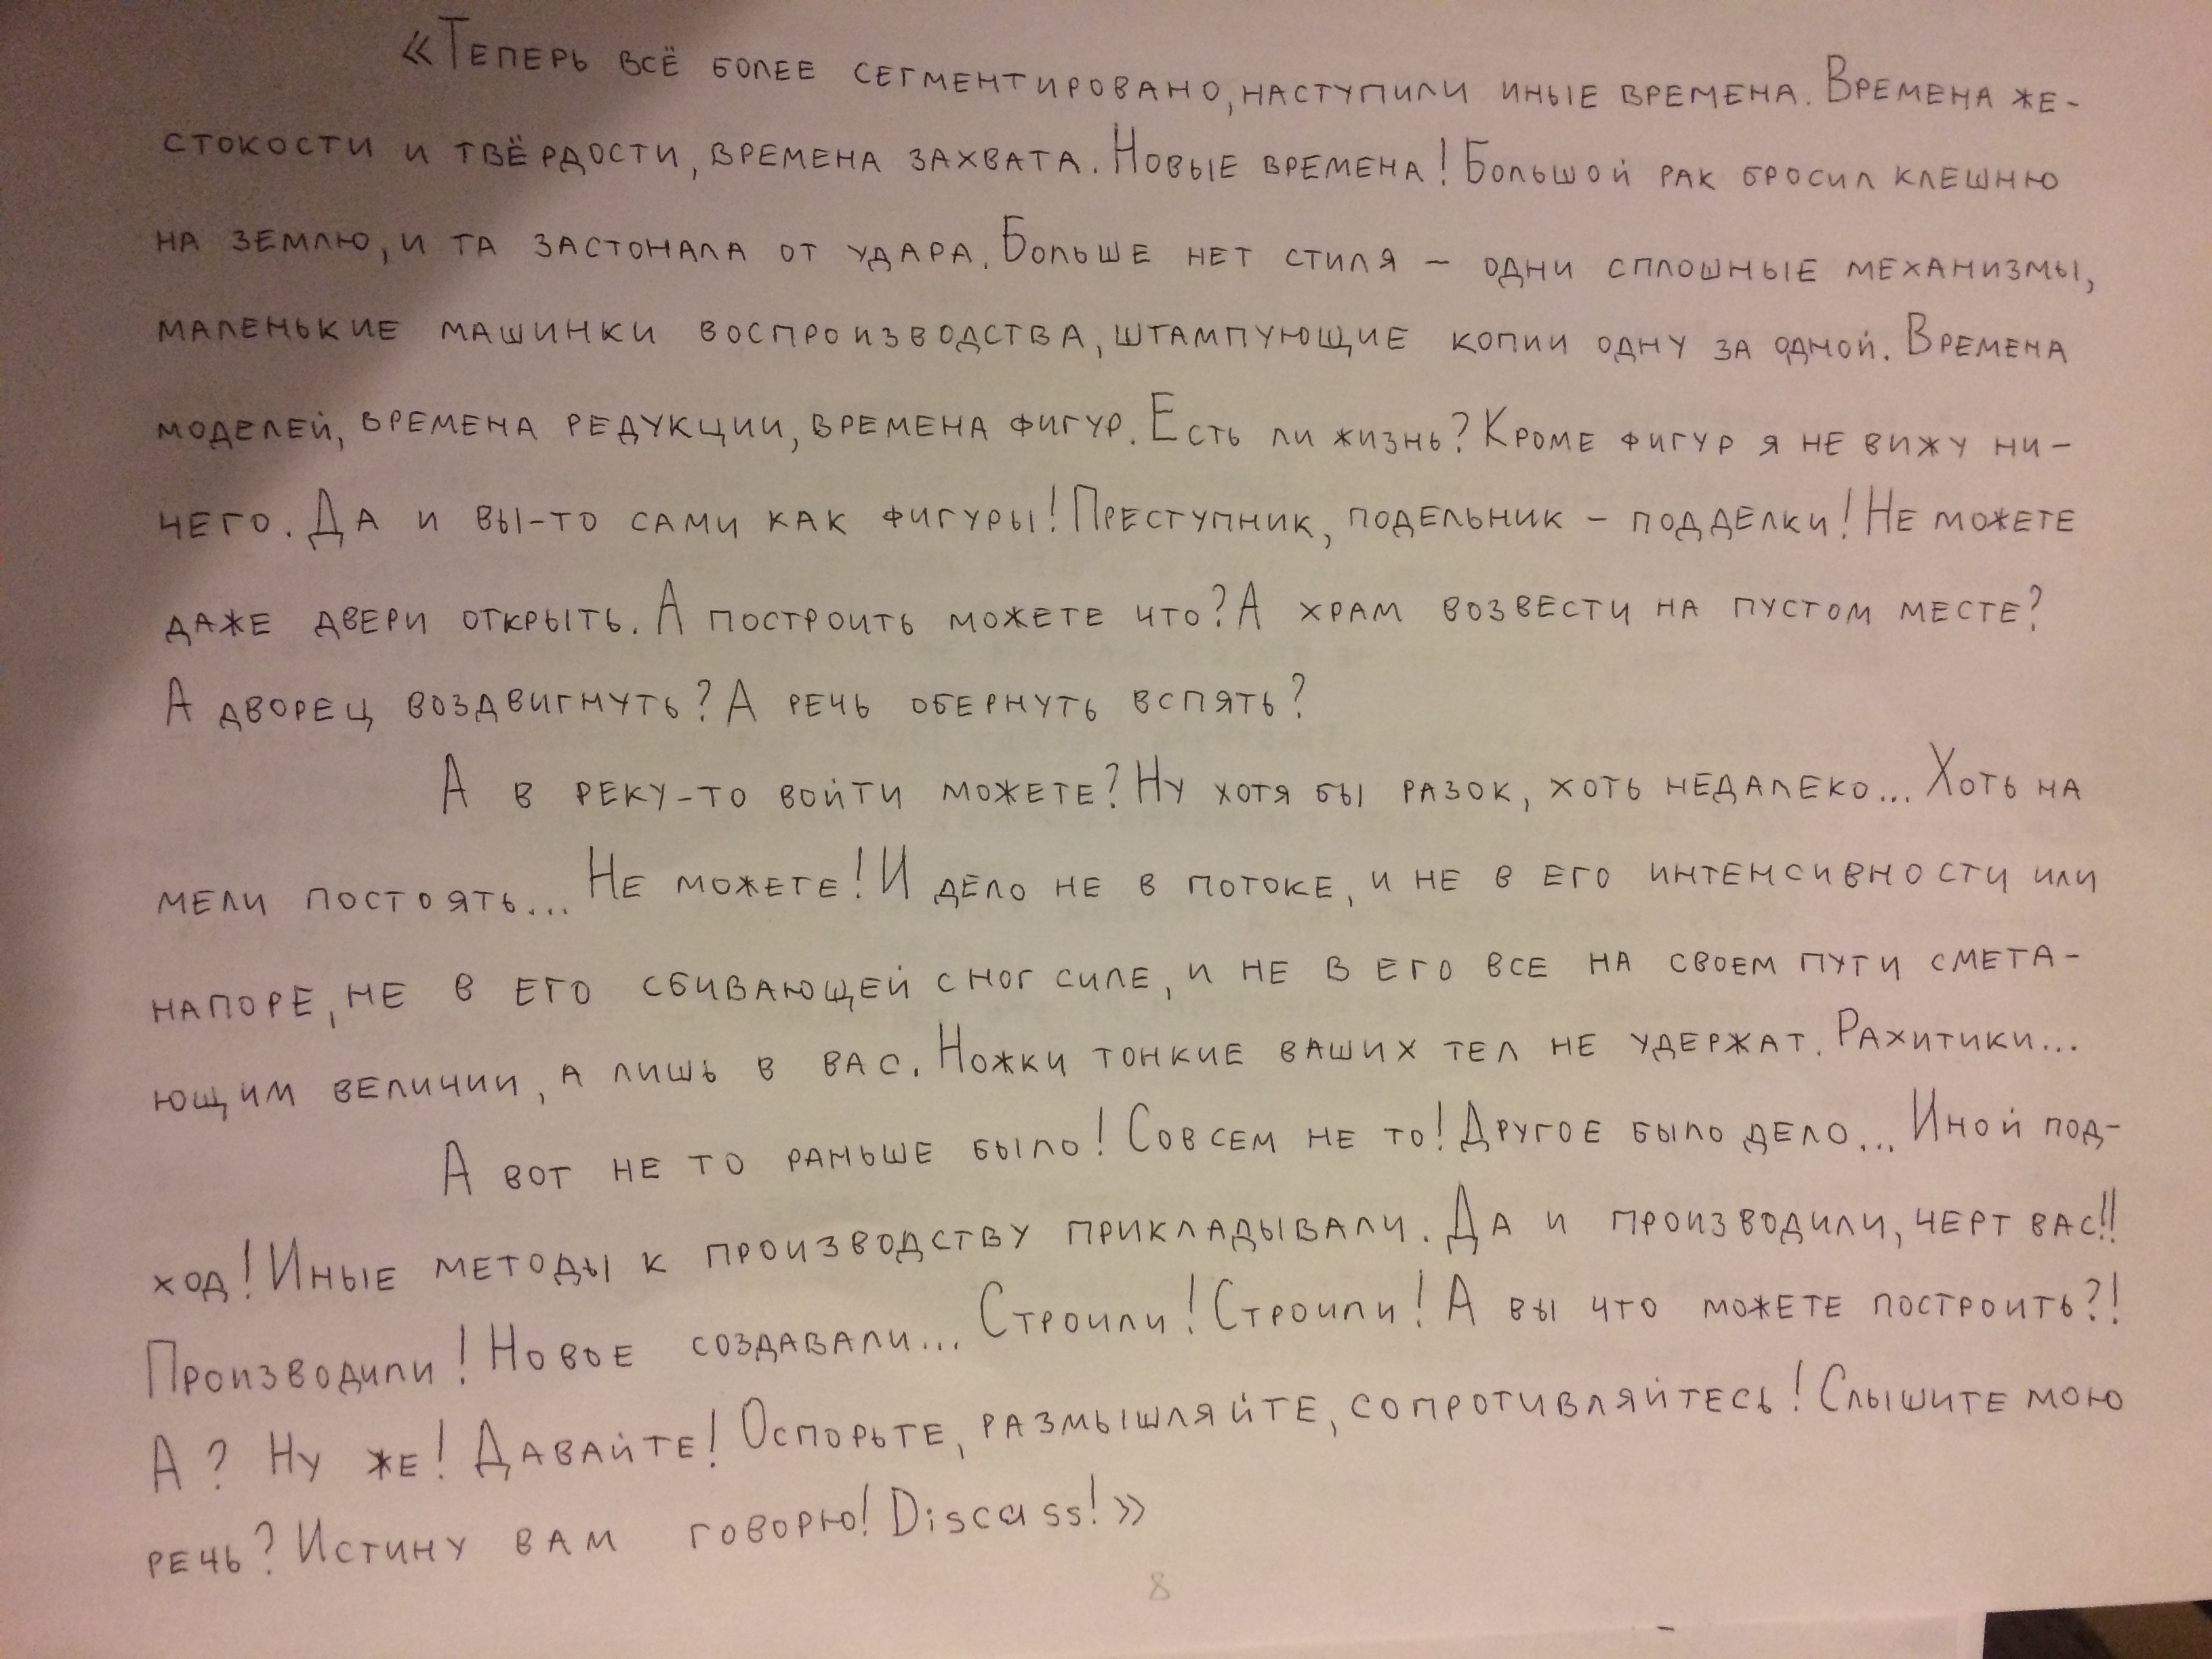 «Теперь всё более сегментировано, наступили иные времена. Времена же-
стокости и твёрдости, времена захвата. Новые времена! Большой рак бросил клешню
на землю, и та застонала от удара. Больше нет стиля – одни сплошные механизмы,
маленькие машинки воспроизводства, штампующие копии одну за одной. Времена
моделей, времена редукции, времена фигур. Есть ли жизнь? Кроме фигур я не вижу ни-
чего. Да и вы-то сами как фигуры! Преступник, подельник – подделки! Не можете
даже двери открыть. А построить можете что? А храм возвести на пустом месте?
А дворец воздвигнуть? А речь обернуть вспять?
А в реку-то войти можете? Ну хотя бы разок, хоть недалеко... Хоть на
мели постоять... Не можете! И дело не в потоке, и не в его интенсивности или
напоре, не в его сбивающей с ног силе, и не в его все на своем пути смета-
ющим величии, а лишь в вас. Ножки тонкие ваших тел не удержат. Рахитики...
А вот не то раньше было! Совсем не то! Другое было дело... Иной под-
ход! Иные методы к производству прикладывали. Да и производили, черт вас!!
Производили! Новое создавали... Строили! Строили! А вы что можете построить?!
А? Ну же! Давайте! Оспорьте, размышляйте, сопротивляйтесь! Слышите мою
речь? Истину вам говорю! Discuss!»
8